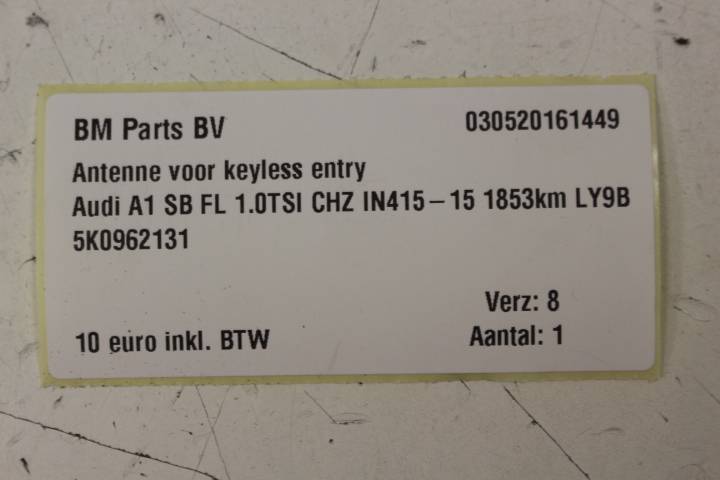 BM Parts BV 030520161449
Antenne voor keyless entry
Audi A1 SB FL 1.0TSI CHZ IN415-15 1853km LY9B
5K0962131
Verz: 8
10 euro inkl. BTW Aantal: 1